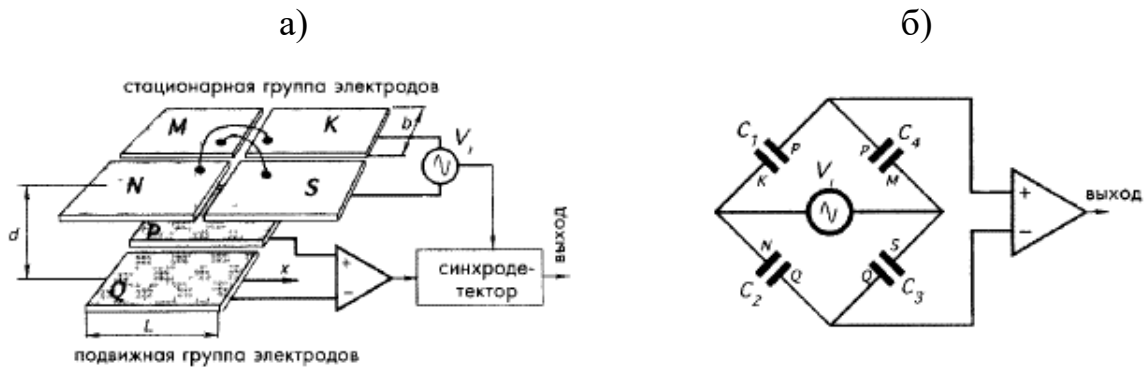 а)
б)
стационарная группа электродов
M
K
b
V₁
N
S
d
P
x
Q
L
+
−
синхроде-
тектор
выход
подвижная группа электродов
C₁
P
K
P
C₄
M
V₁
N
Q
C₂
S
Q
C₃
+
−
выход